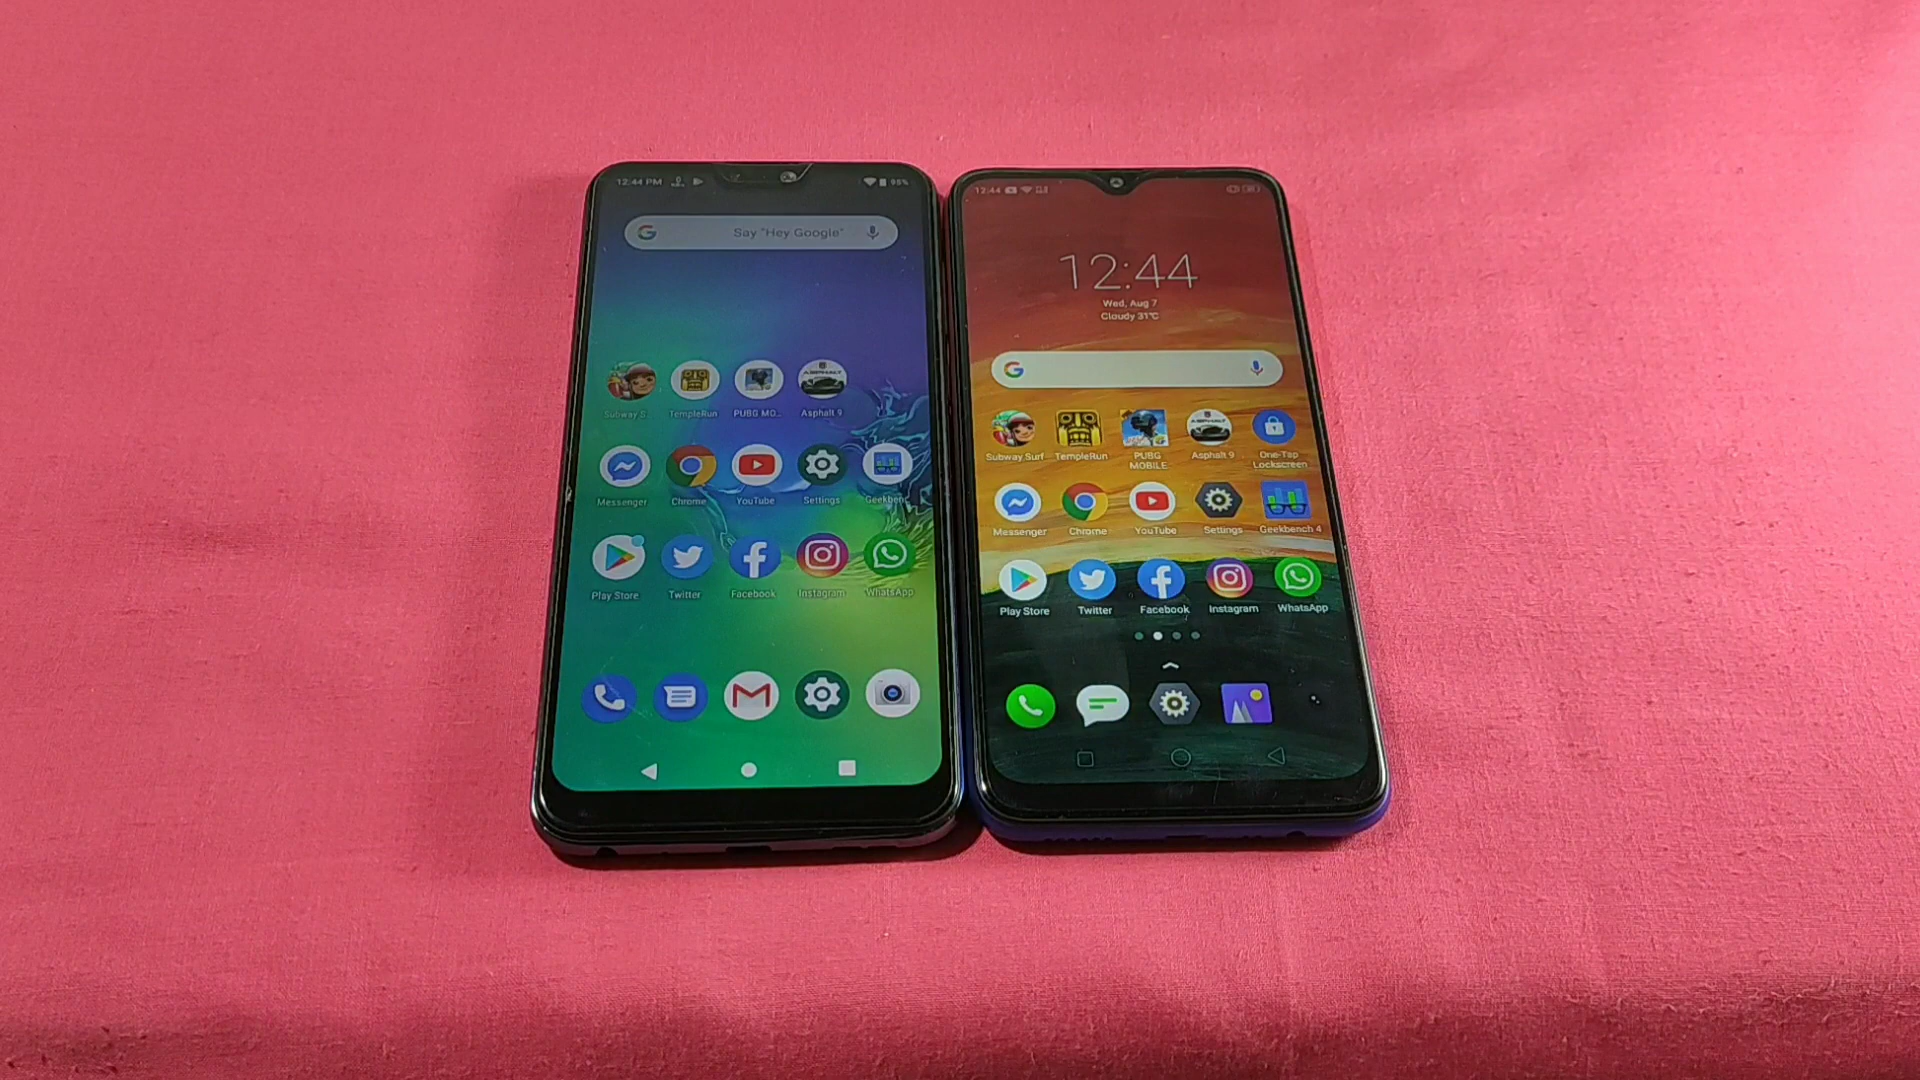 12:44 PM
95%
Say "Hey Google"
Subway S..
TempleRun
PUBG MO...
Asphalt 9
Messenger
Chrome
YouTube
Settings
Geekbenc
Play Store
Twitter
Facebook
Instagram
WhatsApp
12:44
12:44
Wed, Aug 7
Cloudy 31°C
Subway Surf
TempleRun
PUBG
MOBILE
Asphalt 9
One-Tap
Lockscreen
Messenger
Chrome
YouTube
Settings
Geekbench 4
Play Store
Twitter
Facebook
Instagram
WhatsApp